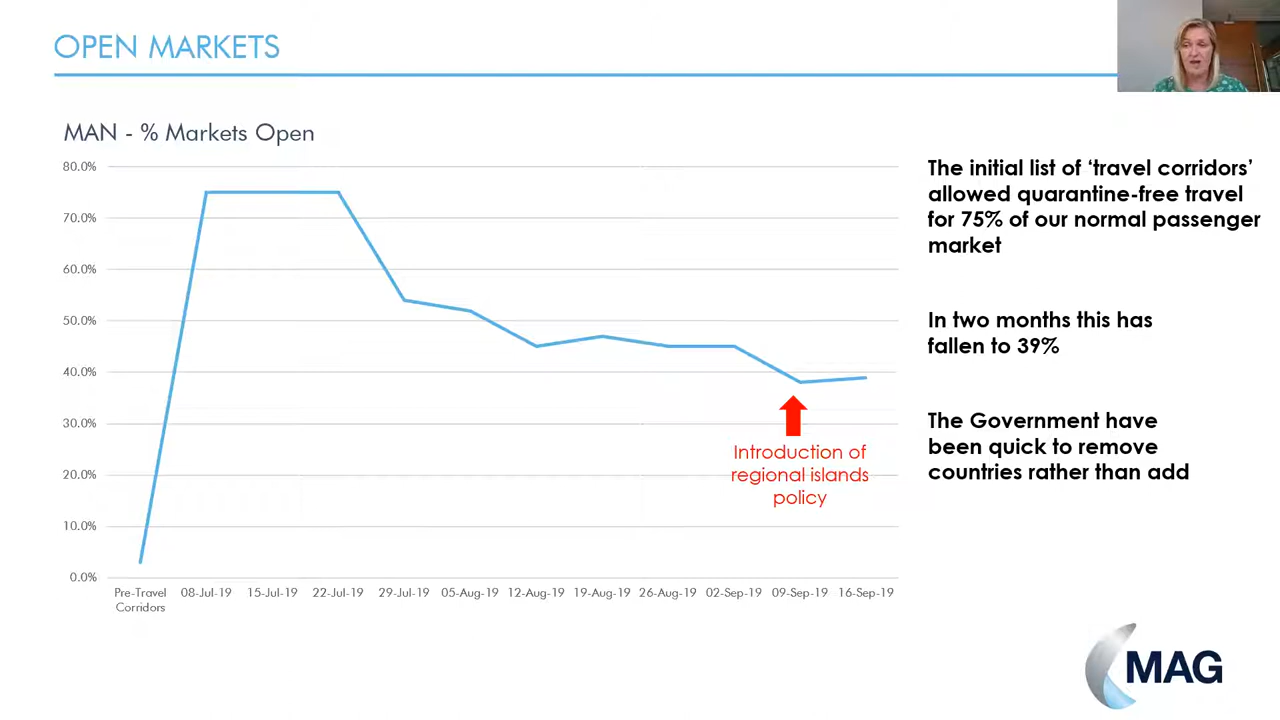 OPEN MARKETS
MAN - % Markets Open
80.0%
70.0%
60.0%
50.0%
40.0%
30.0%
20.0%
10.0%
0.0%
Pre-Travel
Corridors
08-Jul-19
15-Jul-19
22-Jul-19
29-Jul-19
05-Aug-19
12-Aug-19
19-Aug-19
26-Aug-19
02-Sep-19
09-Sep-19
16-Sep-19
Introduction of
regional islands
policy
The initial list of ‘travel corridors’
allowed quarantine-free travel
for 75% of our normal passenger
market
In two months this has
fallen to 39%
The Government have
been quick to remove
countries rather than add
MAG